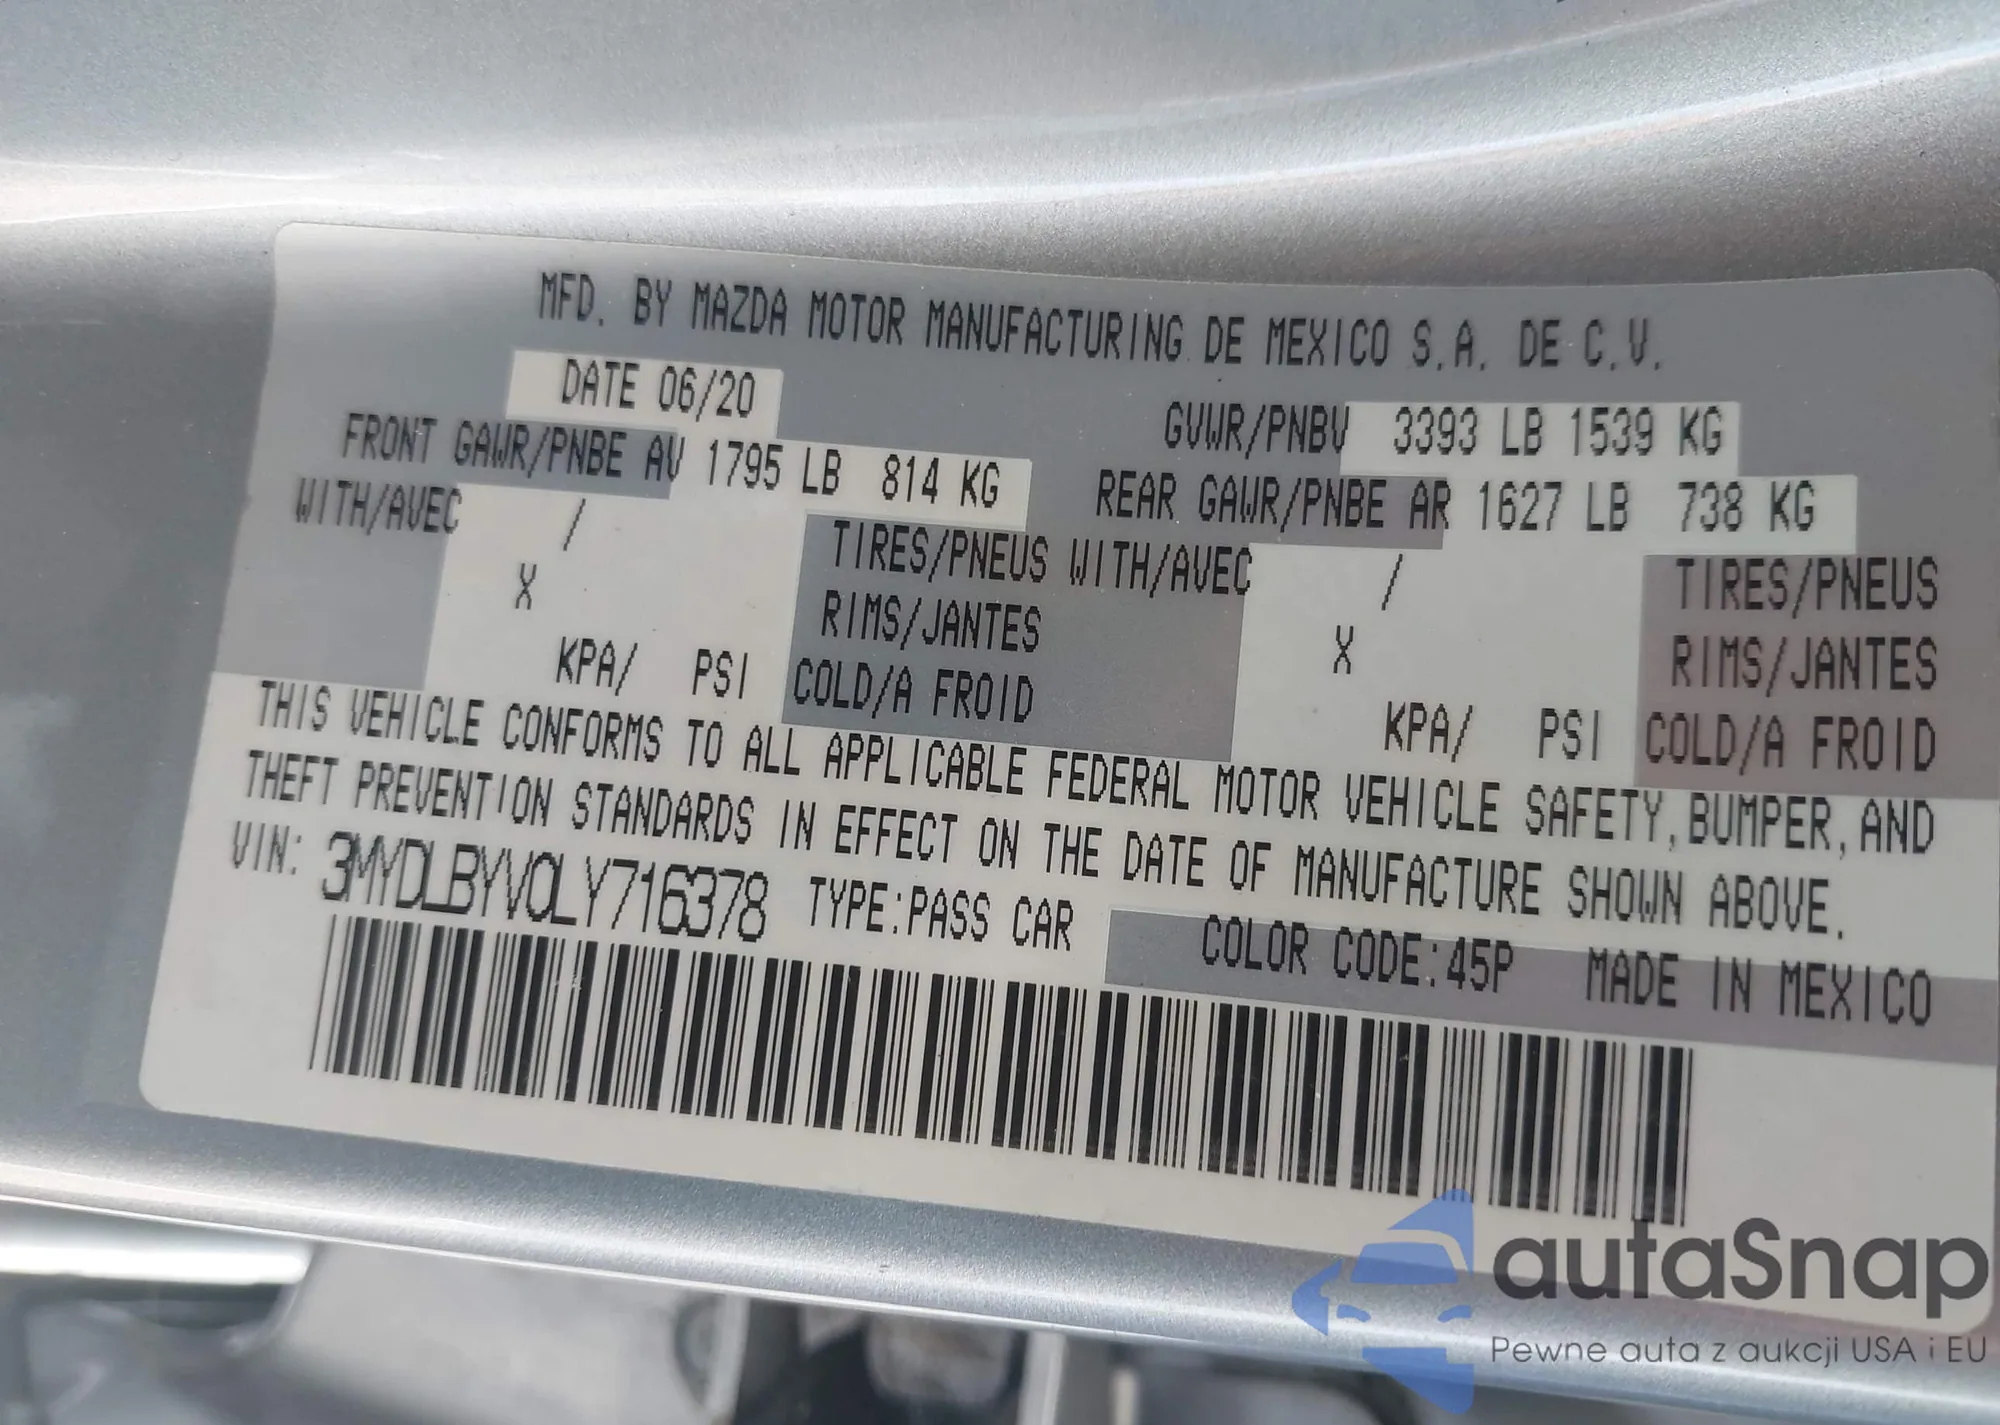 MFD. BY MAZDA MOTOR MANUFACTURING DE MEXICO S.A. DE C.V.
DATE 06/20
GVWR/PNBV 3393 LB 1539 KG
FRONT GAWR/PNBE AV 1795 LB 814 KG
REAR GAWR/PNBE AR 1627 LB 738 KG
WITH/AVEC / TIRES/PNEUS WITH/AVEC / TIRES/PNEUS
X RIMS/JANTES X RIMS/JANTES
KPA/ PSI COLD/A FROID KPA/ PSI COLD/A FROID
THIS VEHICLE CONFORMS TO ALL APPLICABLE FEDERAL MOTOR VEHICLE SAFETY, BUMPER, AND
THEFT PREVENTION STANDARDS IN EFFECT ON THE DATE OF MANUFACTURE SHOWN ABOVE.
VIN: 3MYDLBYV0LY716378 TYPE:PASS CAR
COLOR CODE:45P MADE IN MEXICO
autaSnap
Pewne auta z aukcji USA i EU